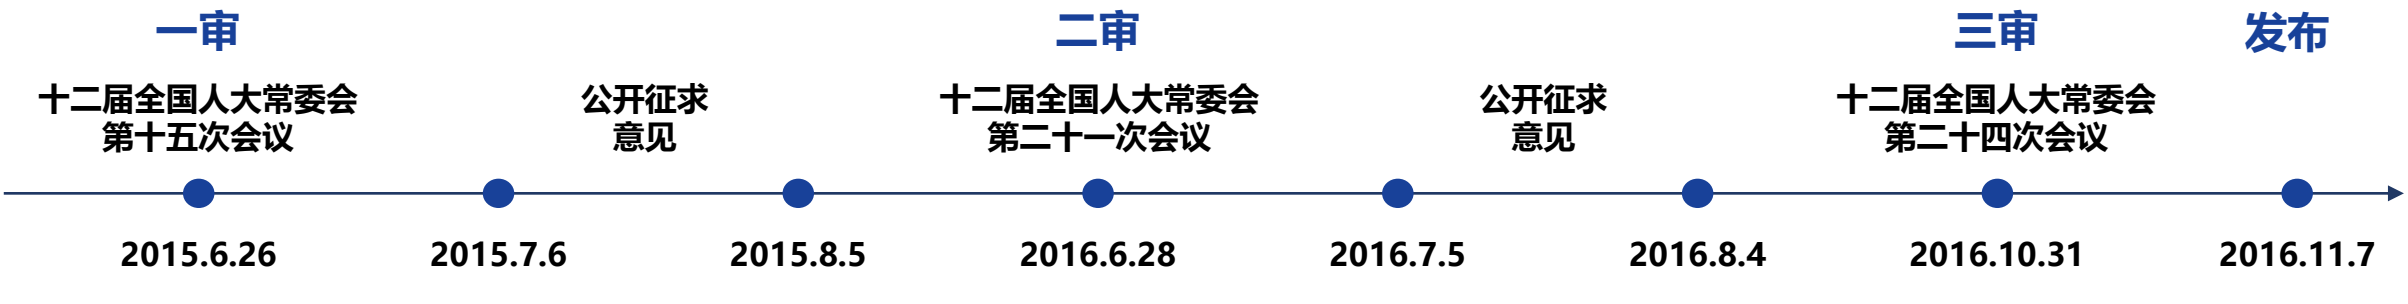 一审
二审
三审
发布
十二届全国人大常委会
第十五次会议
公开征求
意见
十二届全国人大常委会
第二十一次会议
公开征求
意见
十二届全国人大常委会
第二十四次会议
2015.6.26
2015.7.6
2015.8.5
2016.6.28
2016.7.5
2016.8.4
2016.10.31
2016.11.7